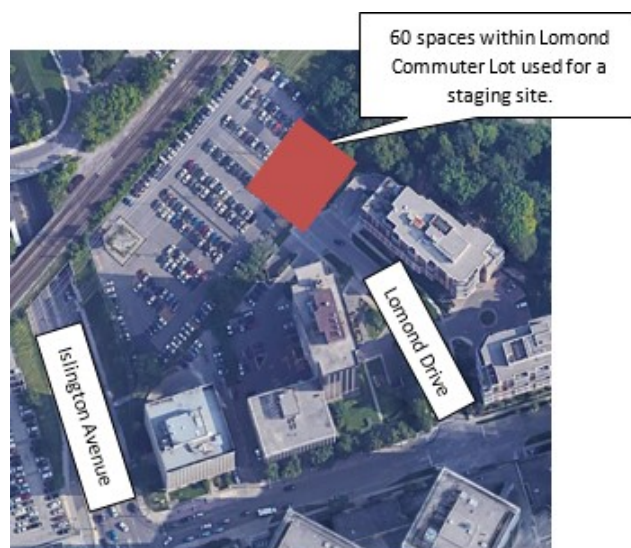 60 spaces within Lomond
Commuter Lot used for a
staging site.
Lomond Drive
Islington Avenue